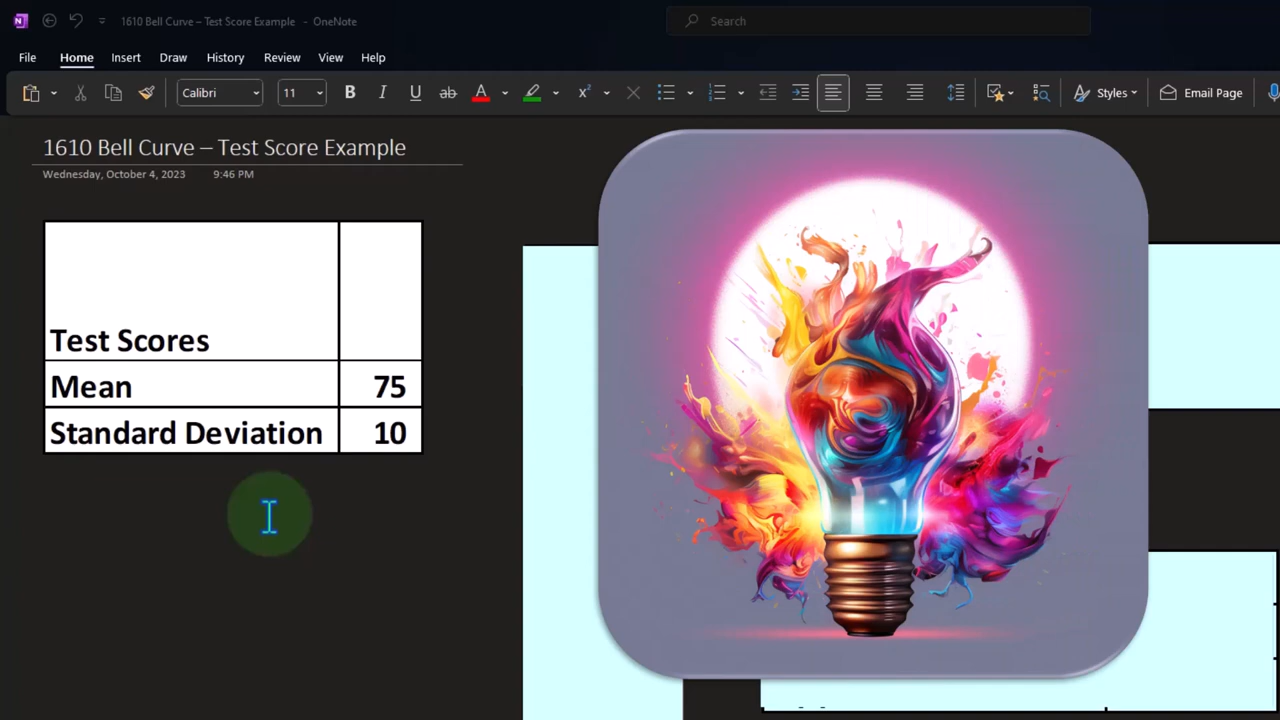 1610 Bell Curve – Test Score Example - OneNote
Search
File Home Insert Draw History Review View Help
Calibri 11 B I U ab A x² Styles Email Page
1610 Bell Curve – Test Score Example
Wednesday, October 4, 2023 9:46 PM
Test Scores
Mean 75
Standard Deviation 10